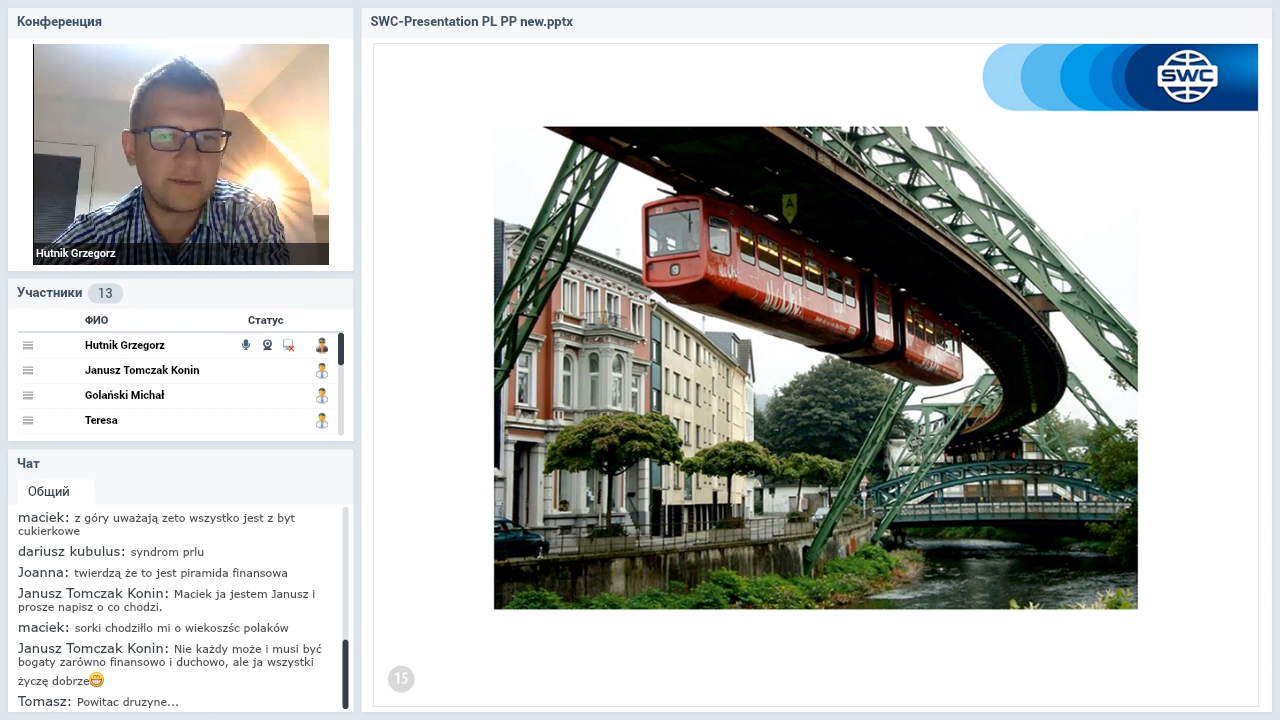 Конференция
Hutnik Grzegorz
Участники 13
ФИО Статус
Hutnik Grzegorz
Janusz Tomczak Konin
Golański Michał
Teresa
Чат
Общий
maciek: z góry uważają zeto wszystko jest z byt
cukierkowe
dariusz kubulus: syndrom prlu
Joanna: twierdzą że to jest piramida finansowa
Janusz Tomczak Konin: Maciek ja jestem Janusz i
prosze napisz o co chodzi.
maciek: sorki chodziłło mi o wiekoszśc polaków
Janusz Tomczak Konin: Nie każdy może i musi być
bogaty zarówno finansowo i duchowo, ale ja wszystki
życzę dobrze
Tomasz: Powitac druzyne...
SWC-Presentation PL PP new.pptx
SWC
A
9
15